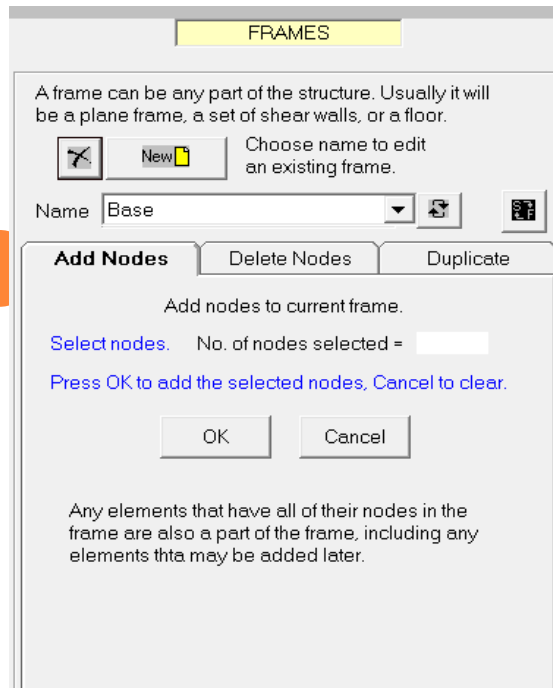 FRAMES
A frame can be any part of the structure. Usually it will
be a plane frame, a set of shear walls, or a floor.
New
Choose name to edit
an existing frame.
Name Base
S F
Add Nodes Delete Nodes Duplicate
Add nodes to current frame.
Select nodes. No. of nodes selected =
Press OK to add the selected nodes, Cancel to clear.
OK Cancel
Any elements that have all of their nodes in the
frame are also a part of the frame, including any
elements thta may be added later.